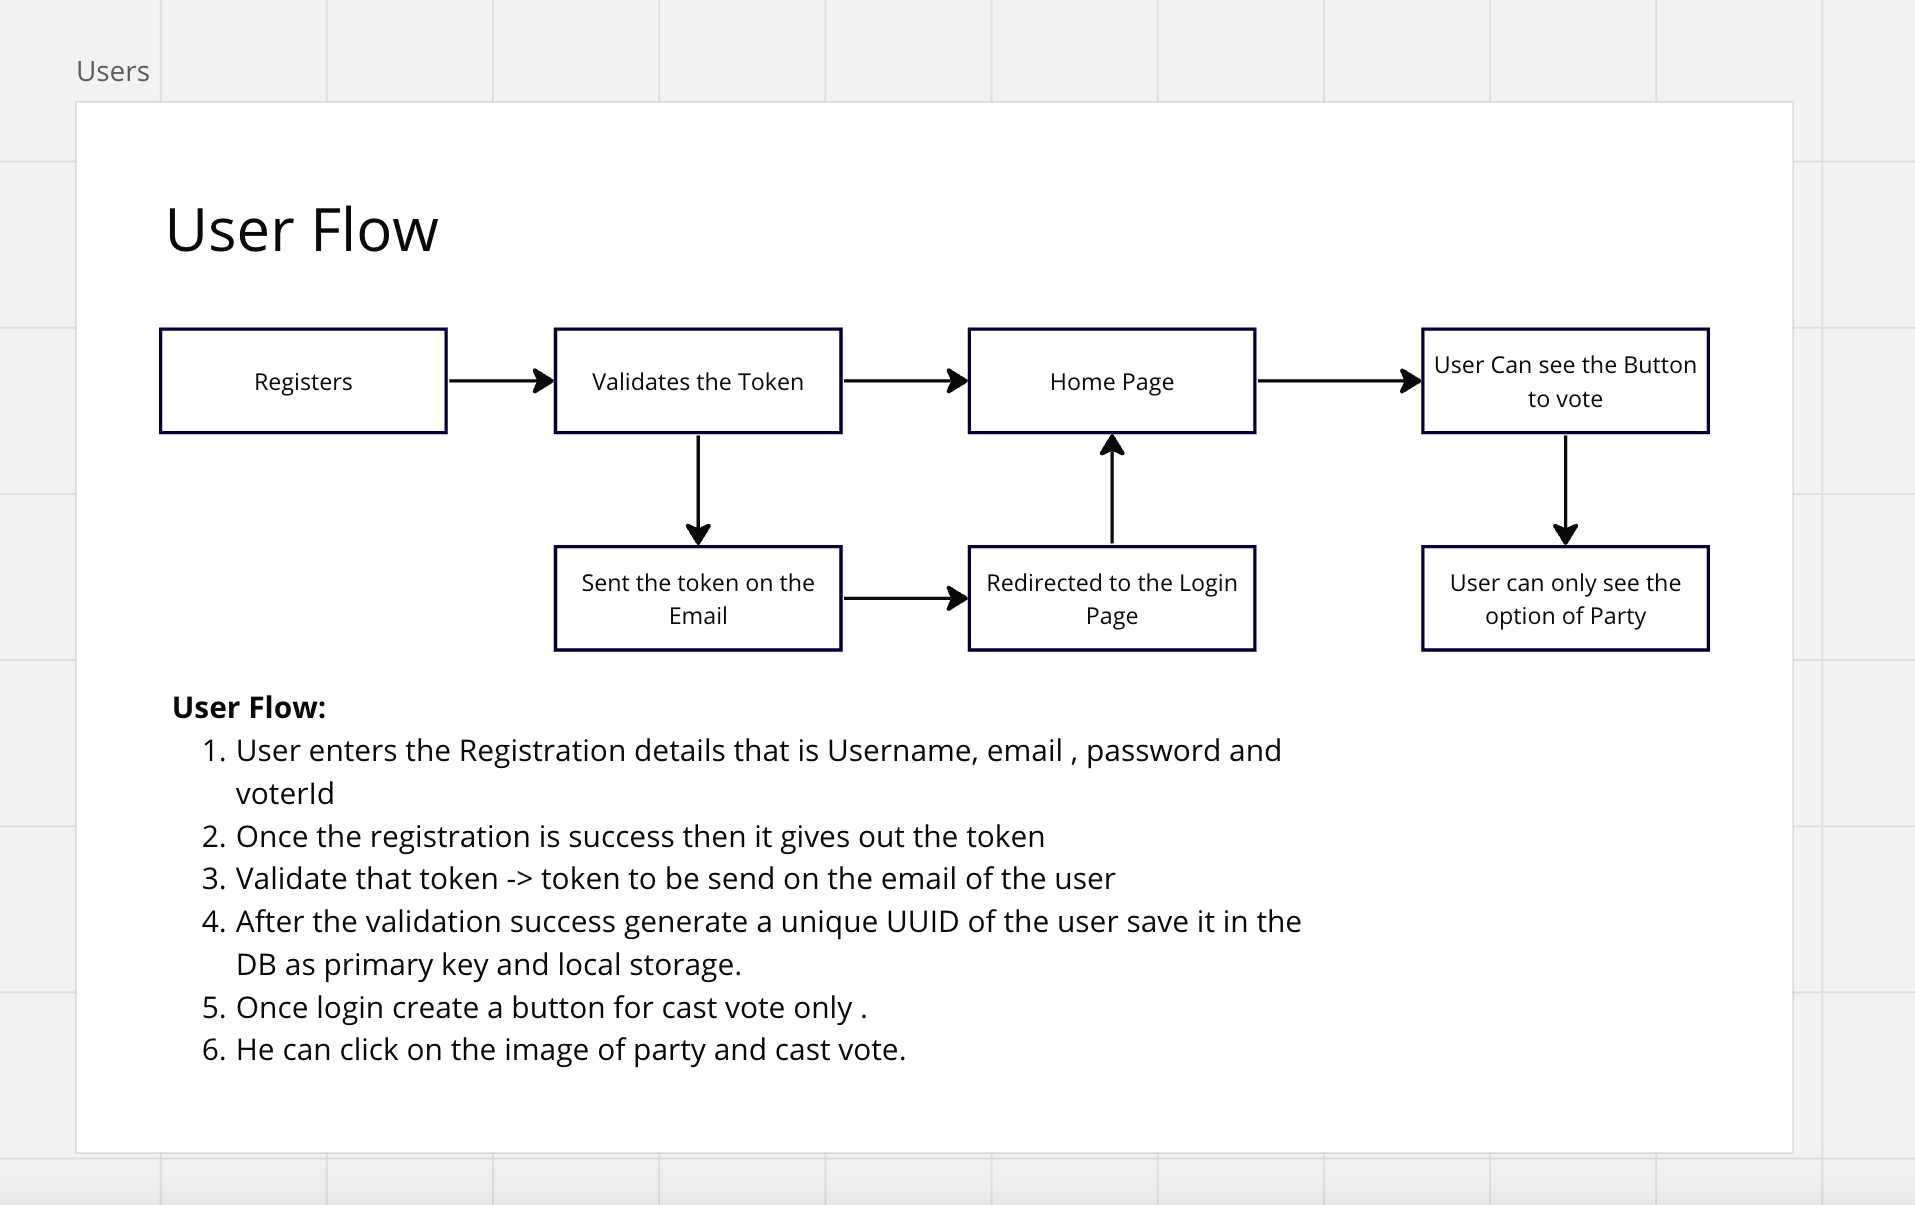 Users
User Flow
Registers
Validates the Token
Home Page
User Can see the Button
to vote
Sent the token on the
Email
Redirected to the Login
Page
User can only see the
option of Party
User Flow:
1. User enters the Registration details that is Username, email , password and
voterId
2. Once the registration is success then it gives out the token
3. Validate that token -> token to be send on the email of the user
4. After the validation success generate a unique UUID of the user save it in the
DB as primary key and local storage.
5. Once login create a button for cast vote only .
6. He can click on the image of party and cast vote.